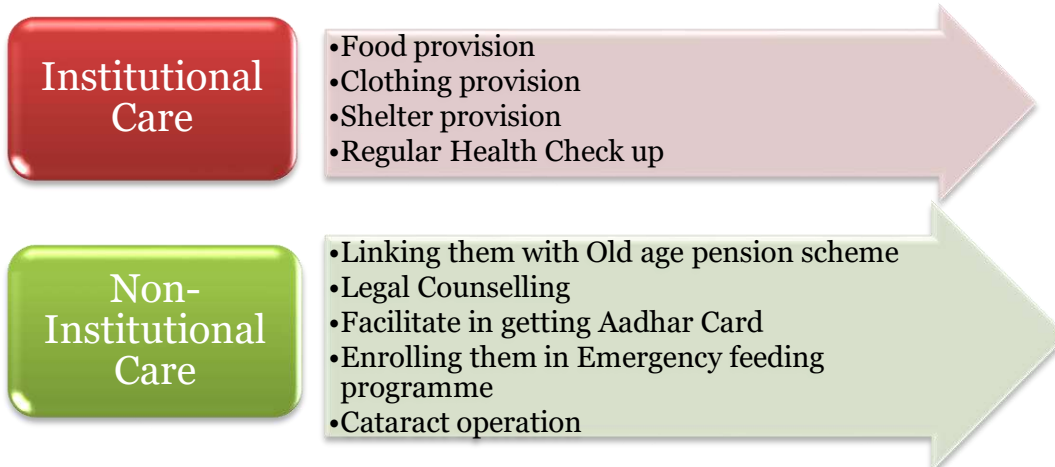 Institutional
Care
•Food provision
•Clothing provision
•Shelter provision
•Regular Health Check up
Non-
Institutional
Care
•Linking them with Old age pension scheme
•Legal Counselling
•Facilitate in getting Aadhar Card
•Enrolling them in Emergency feeding
programme
•Cataract operation